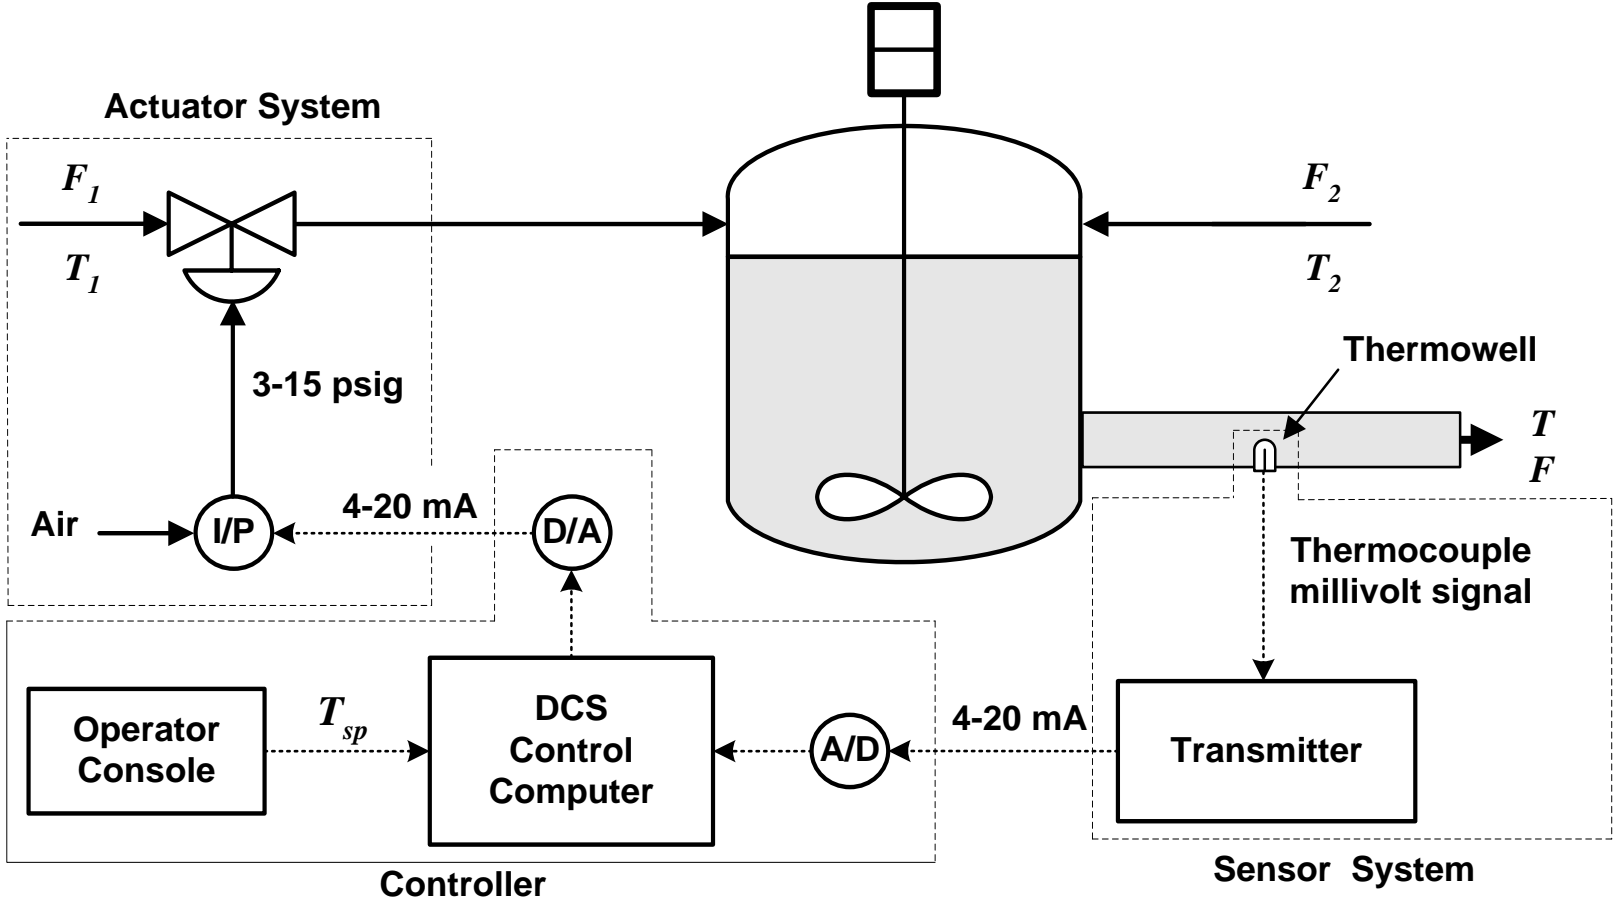 Actuator System
F1
T1
F2
T2
3-15 psig
Thermowell
T
F
Air
I/P
4-20 mA
D/A
Thermocouple
millivolt signal
Operator
Console
Tsp
DCS
Control
Computer
A/D
4-20 mA
Transmitter
Controller
Sensor System